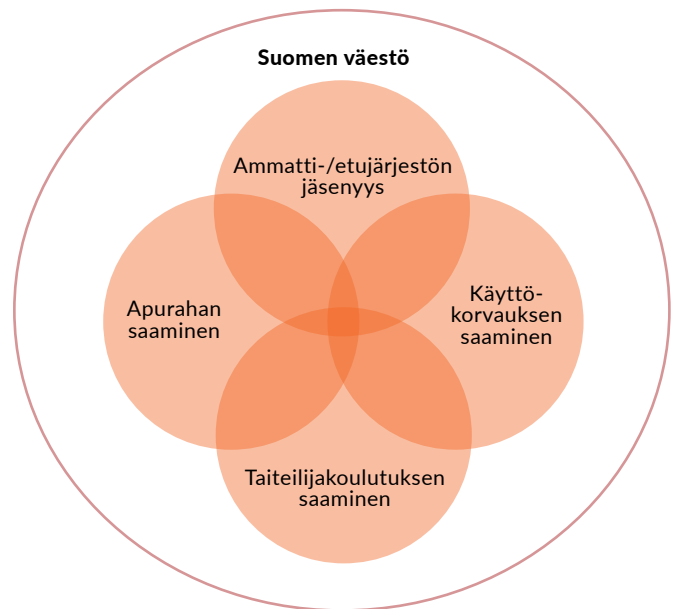 Suomen väestö
Ammatti-/etujärjestön
jäsenyys
Apurahan
saaminen
Käyttö-
korvauksen
saaminen
Taiteilijakoulutuksen
saaminen